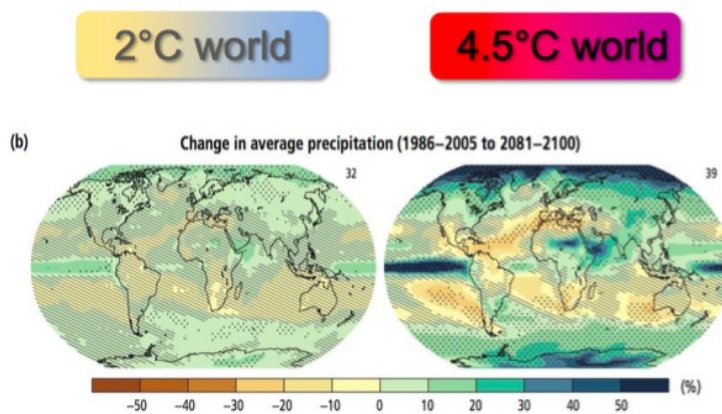 2°C world 4.5°C world
(b) Change in average precipitation (1986–2005 to 2081–2100)
32 39
−50 −40 −30 −20 −10 0 10 20 30 40 50 (%)